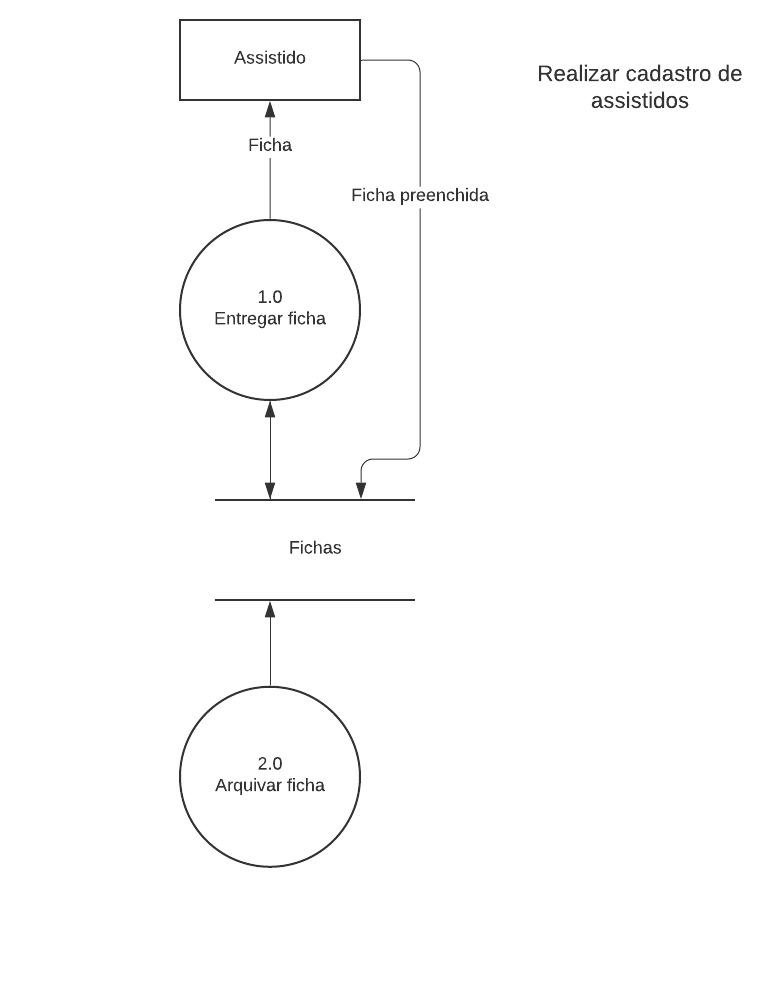 Assistido
Realizar cadastro de
assistidos
Ficha
Ficha preenchida
1.0
Entregar ficha
Fichas
2.0
Arquivar ficha